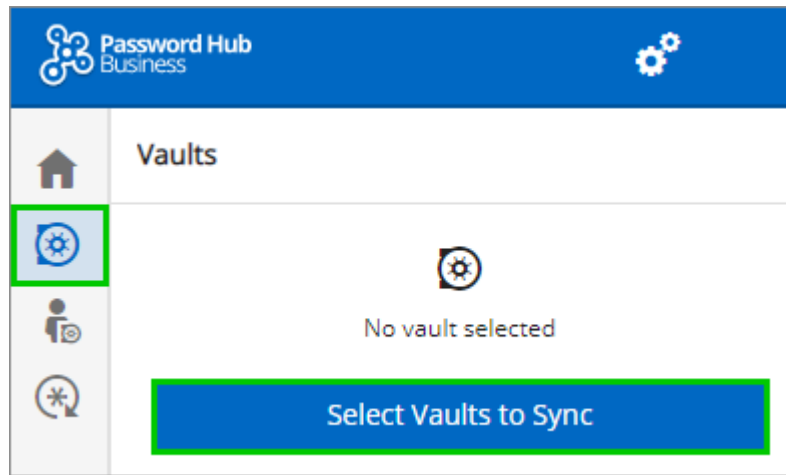 Password Hub
Business
Vaults
No vault selected
Select Vaults to Sync